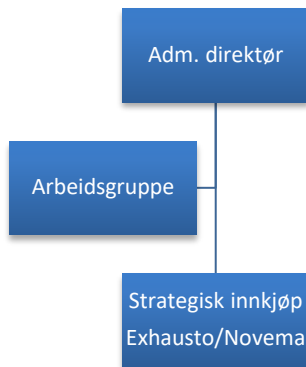 Adm. direktør
Arbeidsgruppe
Strategisk innkjøp
Exhausto/Novema